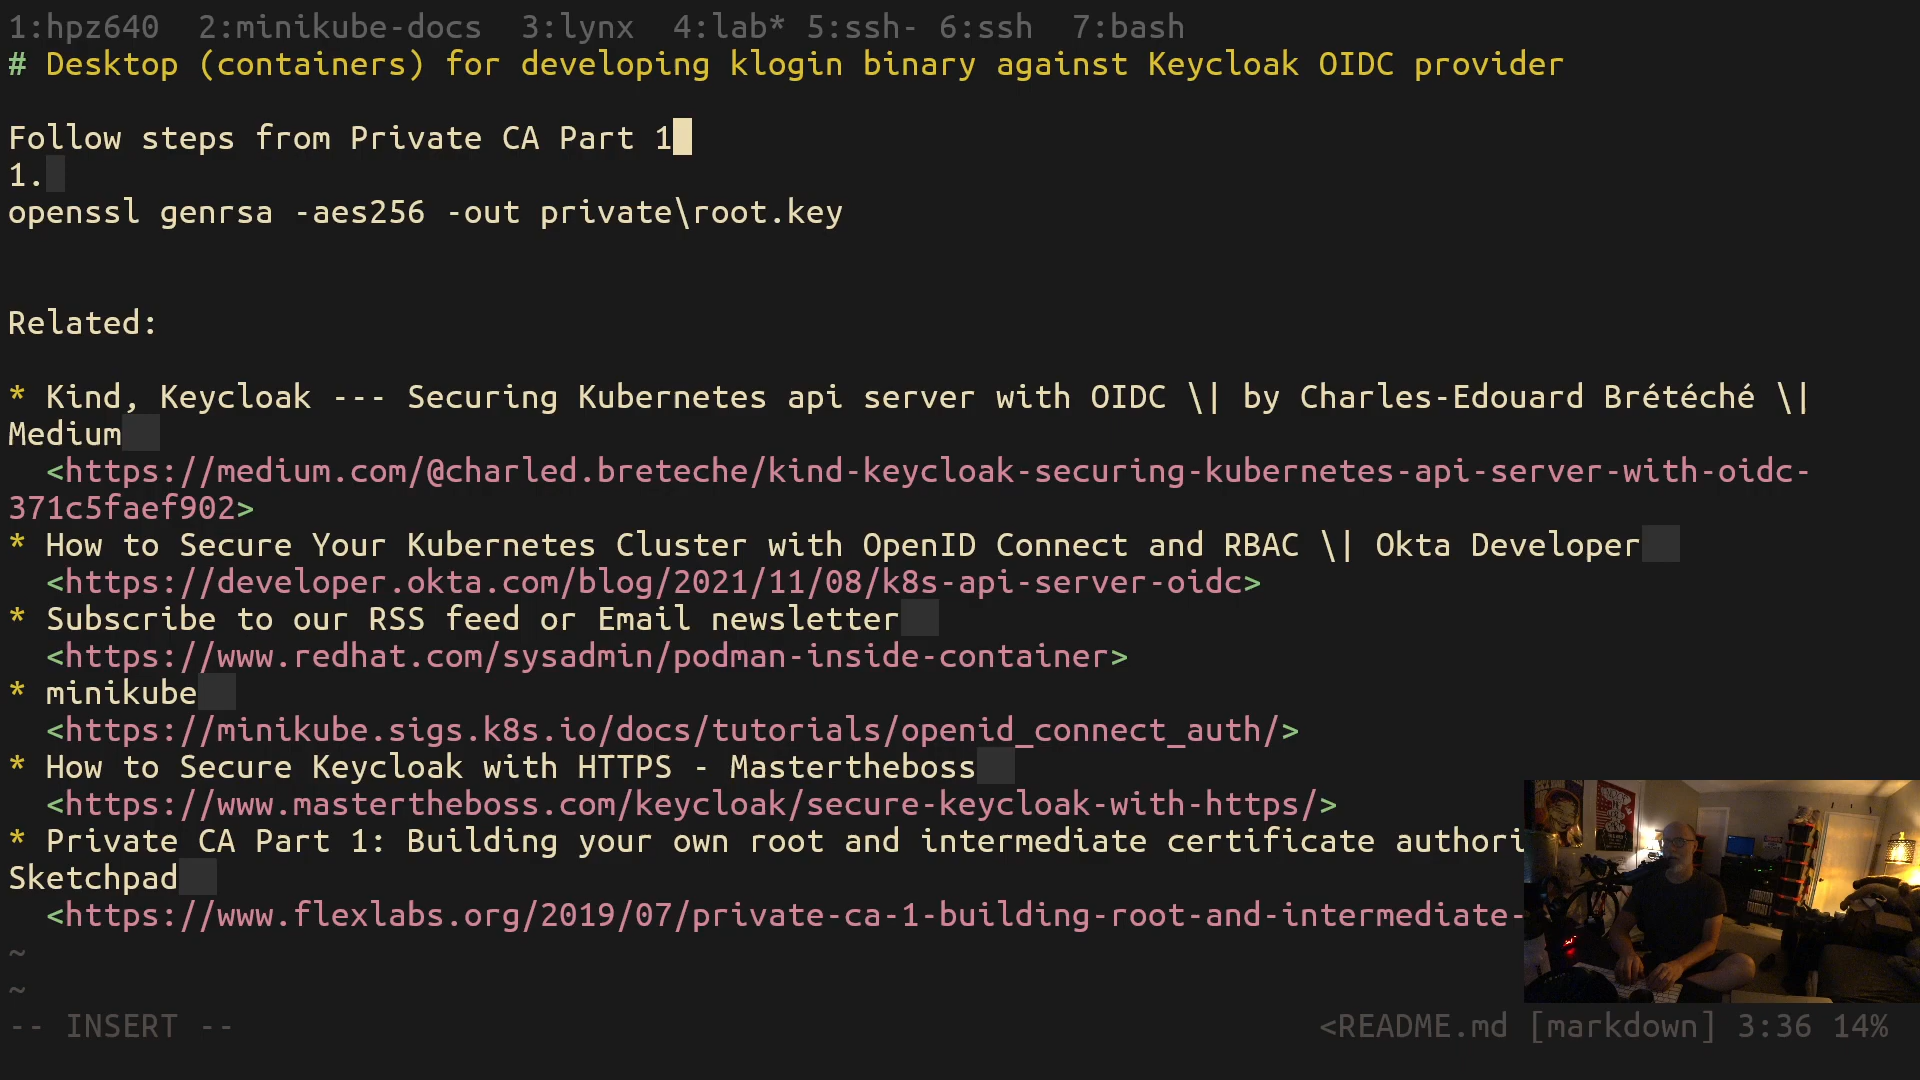 1:hpz640  2:minikube-docs  3:lynx  4:lab* 5:ssh- 6:ssh  7:bash
# Desktop (containers) for developing klogin binary against Keycloak OIDC provider
Follow steps from Private CA Part 1
1.
openssl genrsa -aes256 -out private\root.key
Related:
* Kind, Keycloak --- Securing Kubernetes api server with OIDC \| by Charles-Edouard Brétéché \|
Medium
<https://medium.com/@charled.breteche/kind-keycloak-securing-kubernetes-api-server-with-oidc-
371c5faef902>
* How to Secure Your Kubernetes Cluster with OpenID Connect and RBAC \| Okta Developer
<https://developer.okta.com/blog/2021/11/08/k8s-api-server-oidc>
* Subscribe to our RSS feed or Email newsletter
<https://www.redhat.com/sysadmin/podman-inside-container>
* minikube
<https://minikube.sigs.k8s.io/docs/tutorials/openid_connect_auth/>
* How to Secure Keycloak with HTTPS - Mastertheboss
<https://www.mastertheboss.com/keycloak/secure-keycloak-with-https/>
* Private CA Part 1: Building your own root and intermediate certificate authori
Sketchpad
<https://www.flexlabs.org/2019/07/private-ca-1-building-root-and-intermediate-
~
~
-- INSERT --
<README.md [markdown] 3:36 14%